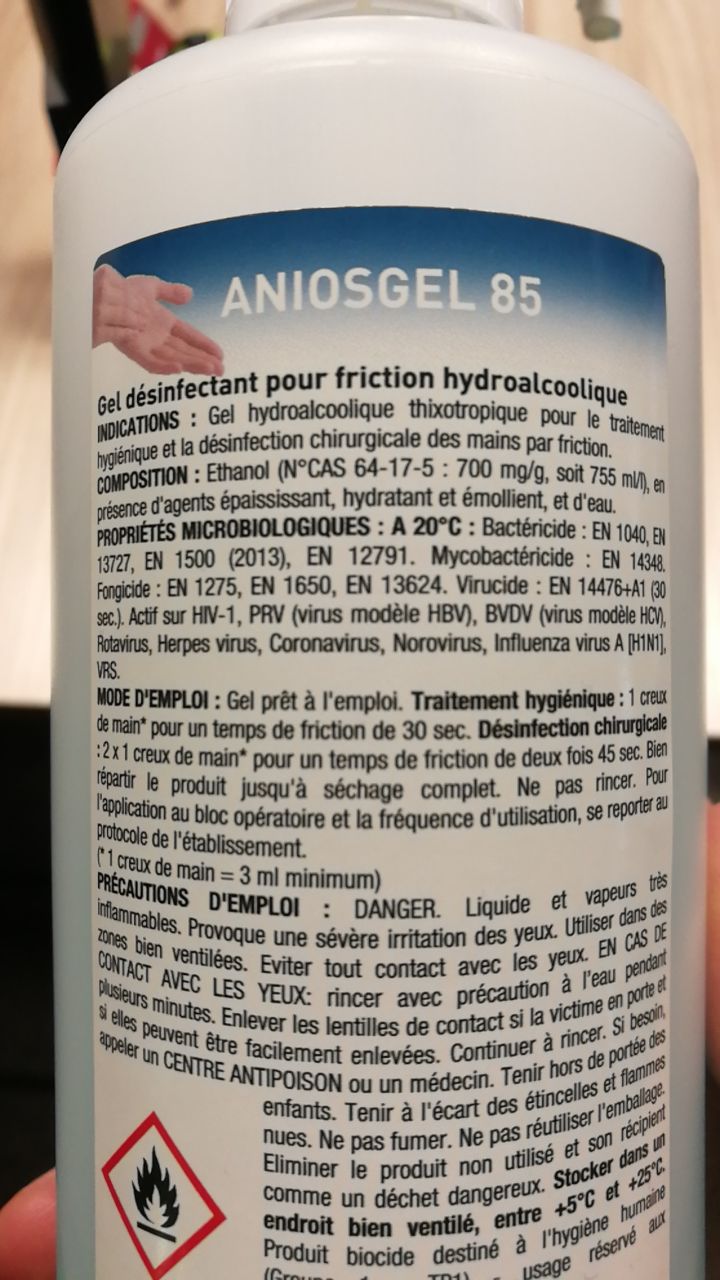 ANIOSGEL 85
Gel désinfectant pour friction hydroalcoolique
INDICATIONS : Gel hydroalcoolique thixotropique pour le traitement
hygiénique et la désinfection chirurgicale des mains par friction.
COMPOSITION : Ethanol (N°CAS 64-17-5 : 700 mg/g, soit 755 ml/l), en
présence d'agents épaississant, hydratant et émollient, et d'eau.
PROPRIÉTÉS MICROBIOLOGIQUES : A 20°C : Bactéricide : EN 1040, EN
13727, EN 1500 (2013), EN 12791. Mycobactéricide : EN 14348.
Fongicide : EN 1275, EN 1650, EN 13624. Virucide : EN 14476+A1 (30
sec.). Actif sur HIV-1, PRV (virus modèle HBV), BVDV (virus modèle HCV),
Rotavirus, Herpes virus, Coronavirus, Norovirus, Influenza virus A [H1N1],
VRS.
MODE D'EMPLOI : Gel prêt à l'emploi. Traitement hygiénique : 1 creux
de main* pour un temps de friction de 30 sec. Désinfection chirurgicale
: 2 x 1 creux de main* pour un temps de friction de deux fois 45 sec. Bien
répartir le produit jusqu'à séchage complet. Ne pas rincer. Pour
l'application au bloc opératoire et la fréquence d'utilisation, se reporter au
protocole de l'établissement.
(* 1 creux de main = 3 ml minimum)
PRÉCAUTIONS D'EMPLOI : DANGER. Liquide et vapeurs très
inflammables. Provoque une sévère irritation des yeux. Utiliser dans des
zones bien ventilées. Eviter tout contact avec les yeux. EN CAS DE
CONTACT AVEC LES YEUX: rincer avec précaution à l'eau pendant
plusieurs minutes. Enlever les lentilles de contact si la victime en porte et
si elles peuvent être facilement enlevées. Continuer à rincer. Si besoin,
appeler un CENTRE ANTIPOISON ou un médecin. Tenir hors de portée des
enfants. Tenir à l'écart des étincelles et flammes
nues. Ne pas fumer. Ne pas réutiliser l'emballage.
Eliminer le produit non utilisé et son récipient
comme un déchet dangereux. Stocker dans un
endroit bien ventilé, entre +5°C et +25°C.
Produit biocide destiné à l'hygiène humaine
usage réservé aux